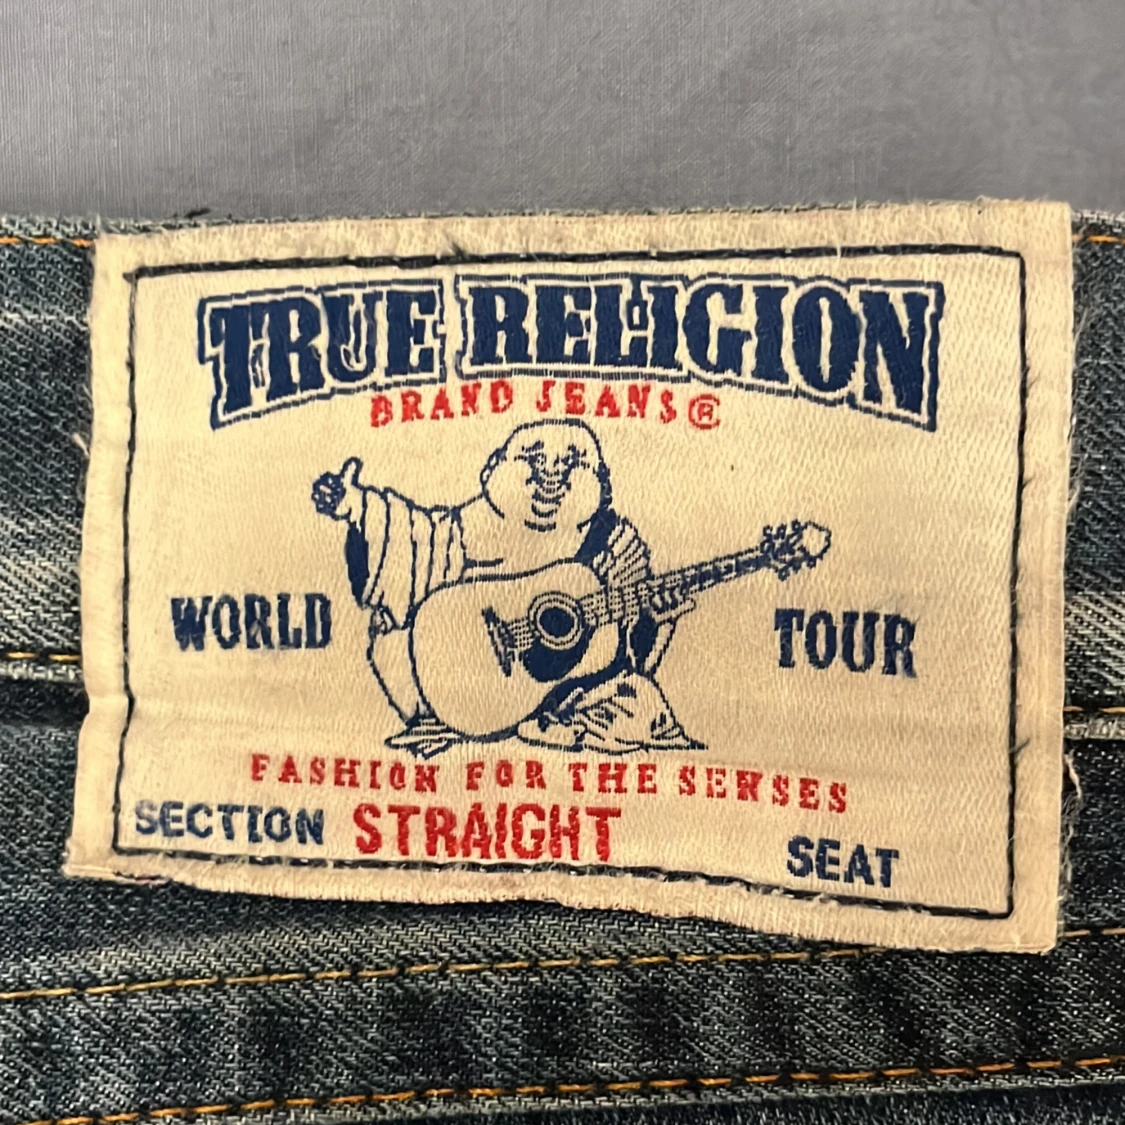 TRUE RELIGION
BRAND JEANS®
WORLD TOUR
FASHION FOR THE SENSES
SECTION STRAIGHT SEAT